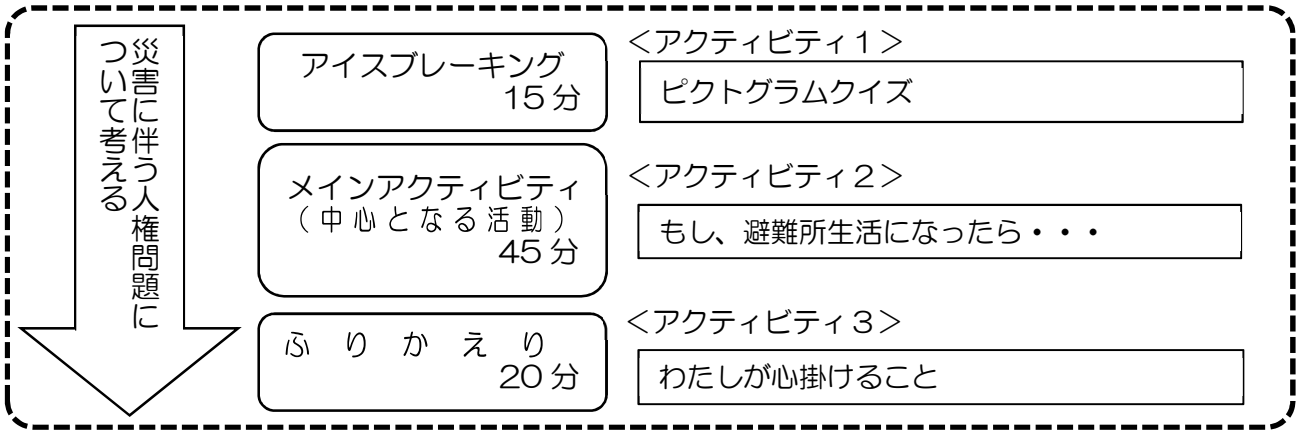 災害に伴う人権問題に
ついて考える
アイスブレーキング
15分
<アクティビティ1>
ピクトグラムクイズ
メインアクティビティ
(中心となる活動)
45分
<アクティビティ2>
もし、避難所生活になったら・・・
ふりかえり
20分
<アクティビティ3>
わたしが心掛けること